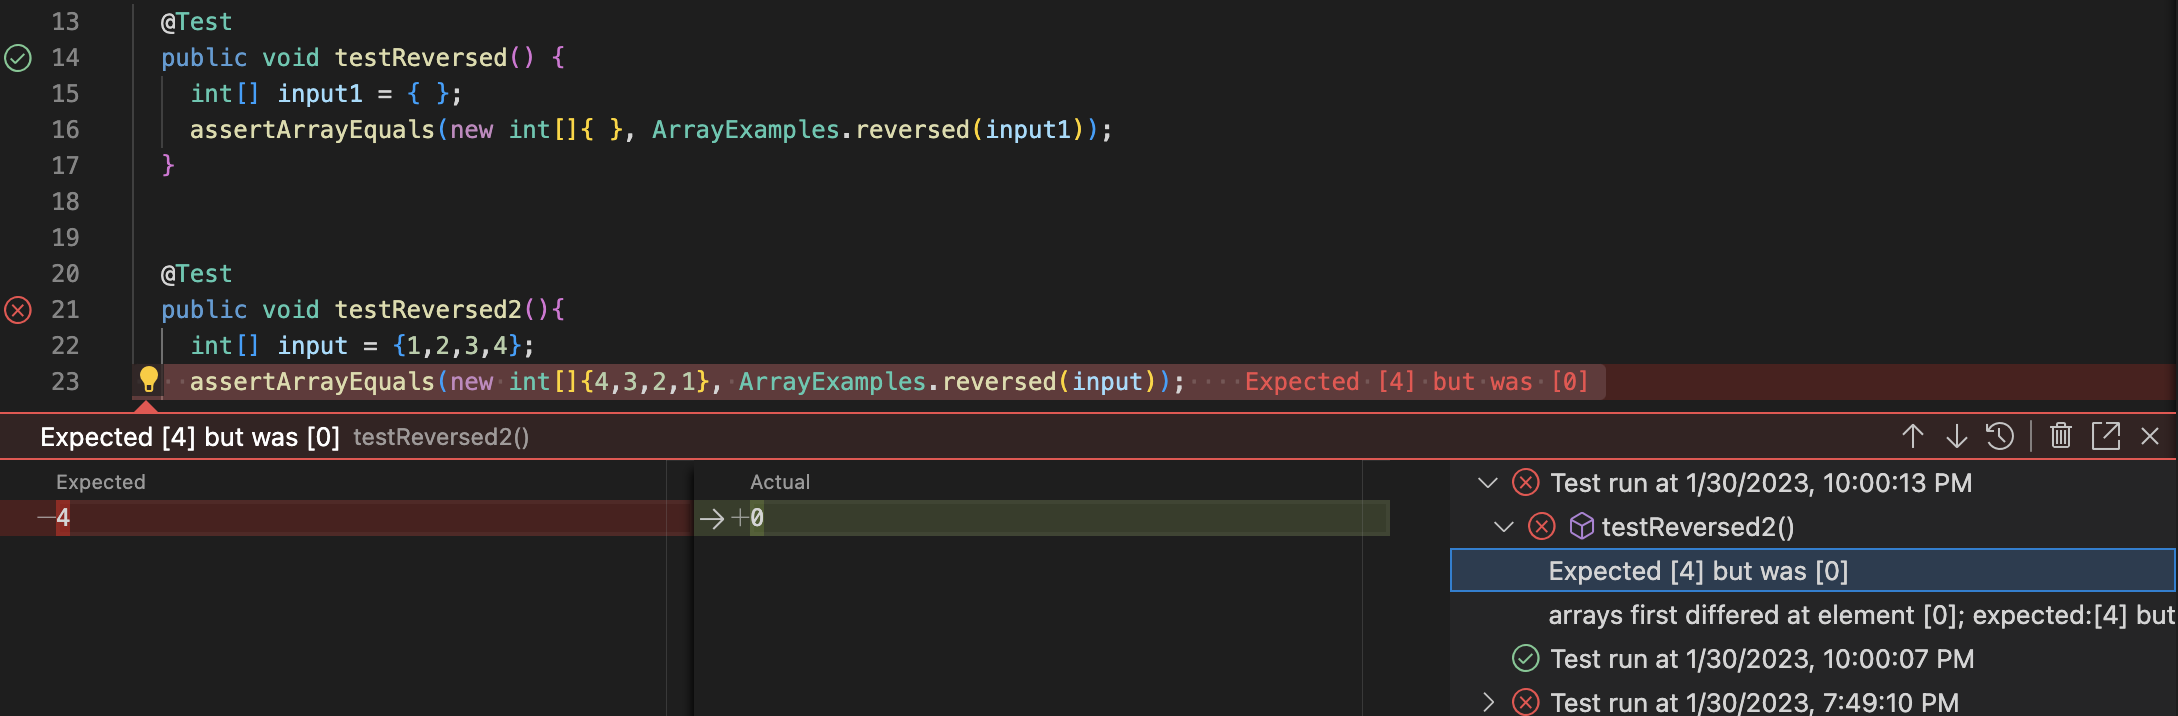 13 @Test
14 public void testReversed() {
15 int[] input1 = { };
16 assertArrayEquals(new int[]{ }, ArrayExamples.reversed(input1));
17 }
18
19
20 @Test
21 public void testReversed2(){
22 int[] input = {1,2,3,4};
23 assertArrayEquals(new int[]{4,3,2,1}, ArrayExamples.reversed(input)); Expected [4] but was [0]
Expected [4] but was [0] testReversed2()
Expected
−4
Actual
→ +0
Test run at 1/30/2023, 10:00:13 PM
testReversed2()
Expected [4] but was [0]
arrays first differed at element [0]; expected:[4] but
Test run at 1/30/2023, 10:00:07 PM
Test run at 1/30/2023, 7:49:10 PM